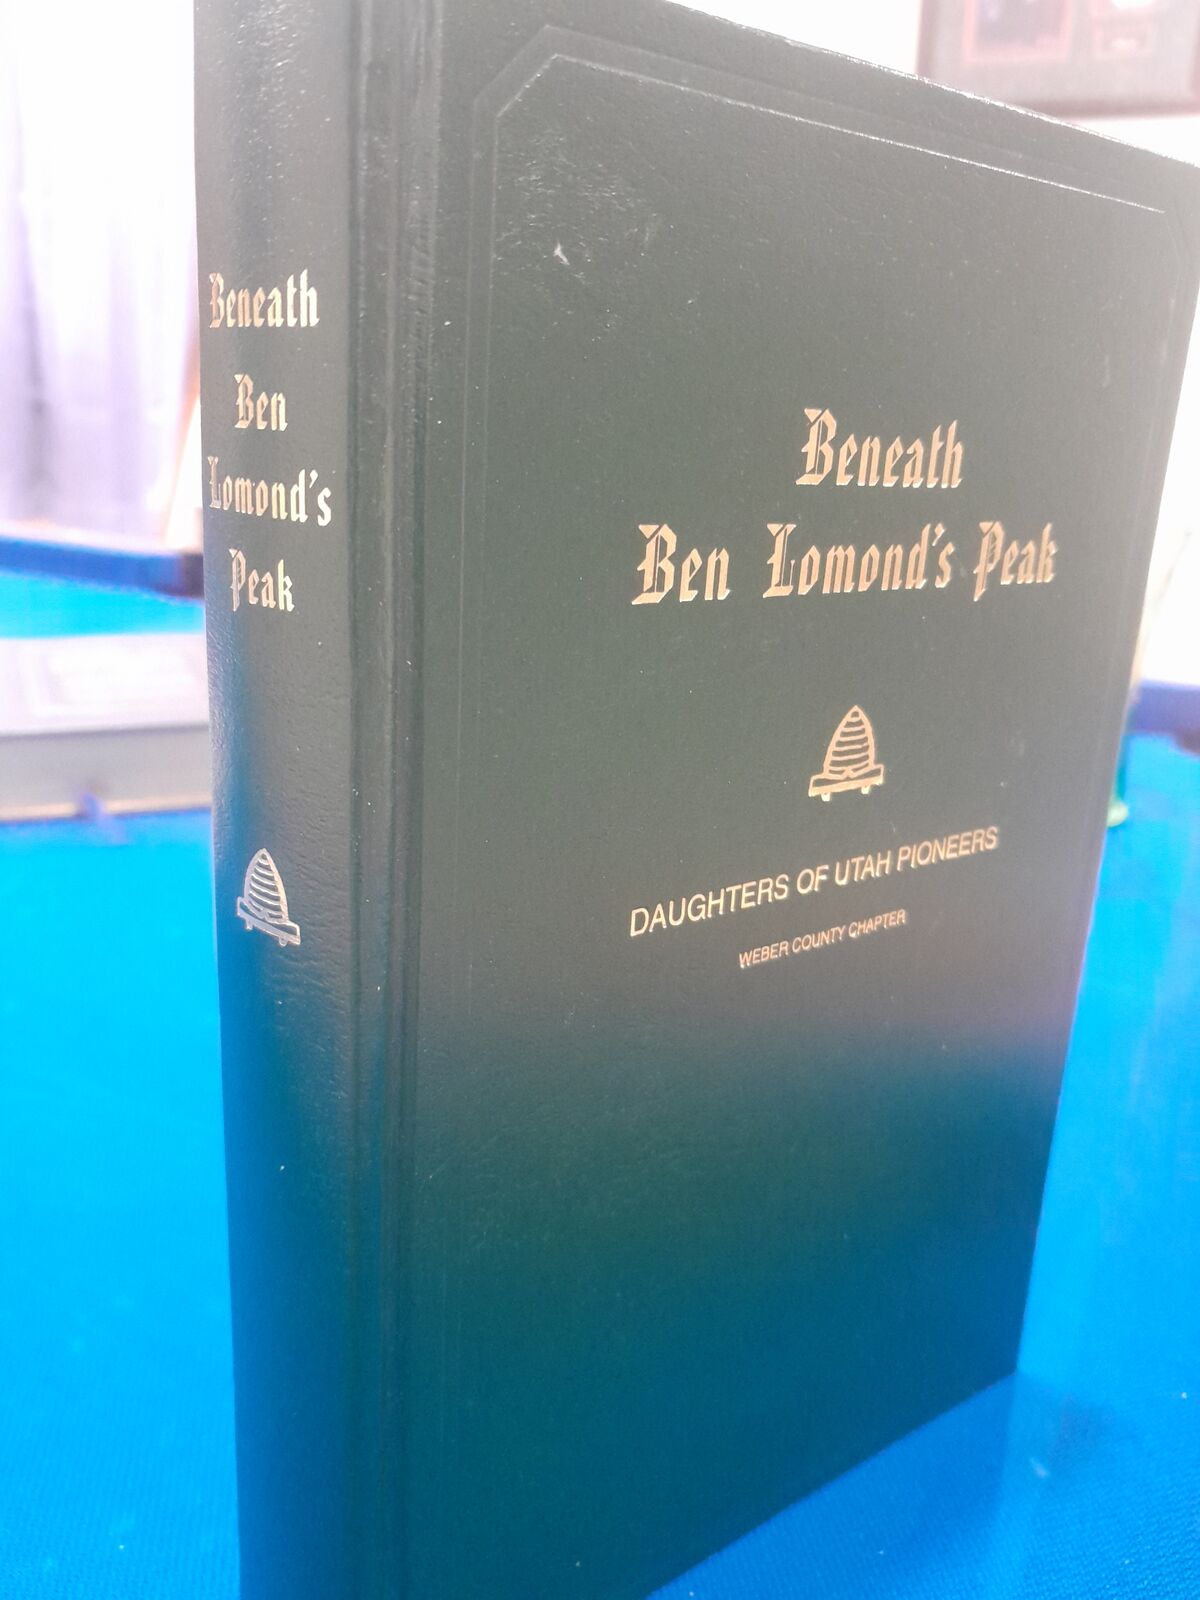 Beneath
Ben
Lomond's
Peak
Beneath
Ben Lomond's Peak
DAUGHTERS OF UTAH PIONEERS
WEBER COUNTY CHAPTER